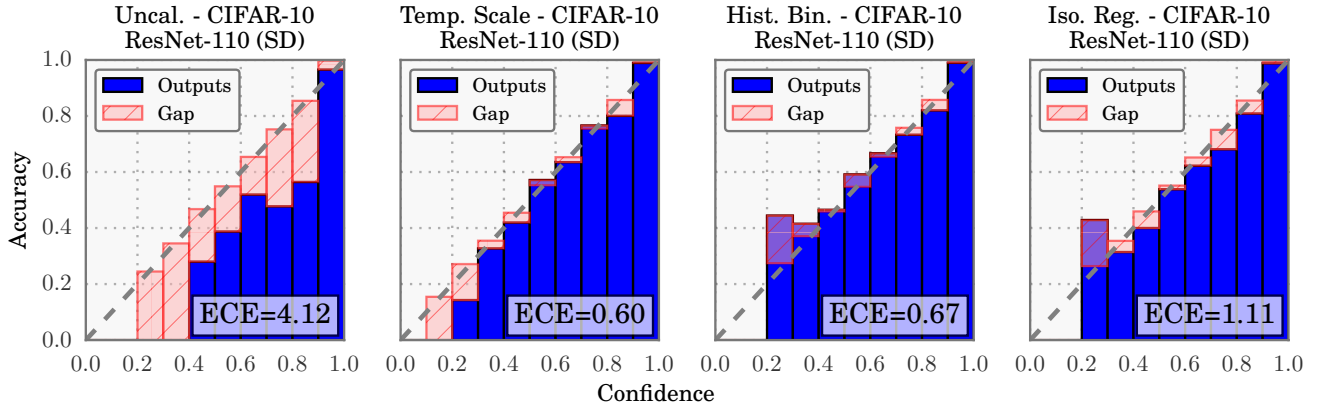 Uncal. - CIFAR-10
ResNet-110 (SD)
Temp. Scale - CIFAR-10
ResNet-110 (SD)
Hist. Bin. - CIFAR-10
ResNet-110 (SD)
Iso. Reg. - CIFAR-10
ResNet-110 (SD)
Accuracy
1.0
0.8
0.6
0.4
0.2
0.0
Outputs
Gap
ECE=4.12
0.0 0.2 0.4 0.6 0.8 1.0
Outputs
Gap
ECE=0.60
0.0 0.2 0.4 0.6 0.8 1.0
Outputs
Gap
ECE=0.67
0.0 0.2 0.4 0.6 0.8 1.0
Outputs
Gap
ECE=1.11
0.0 0.2 0.4 0.6 0.8 1.0
Confidence